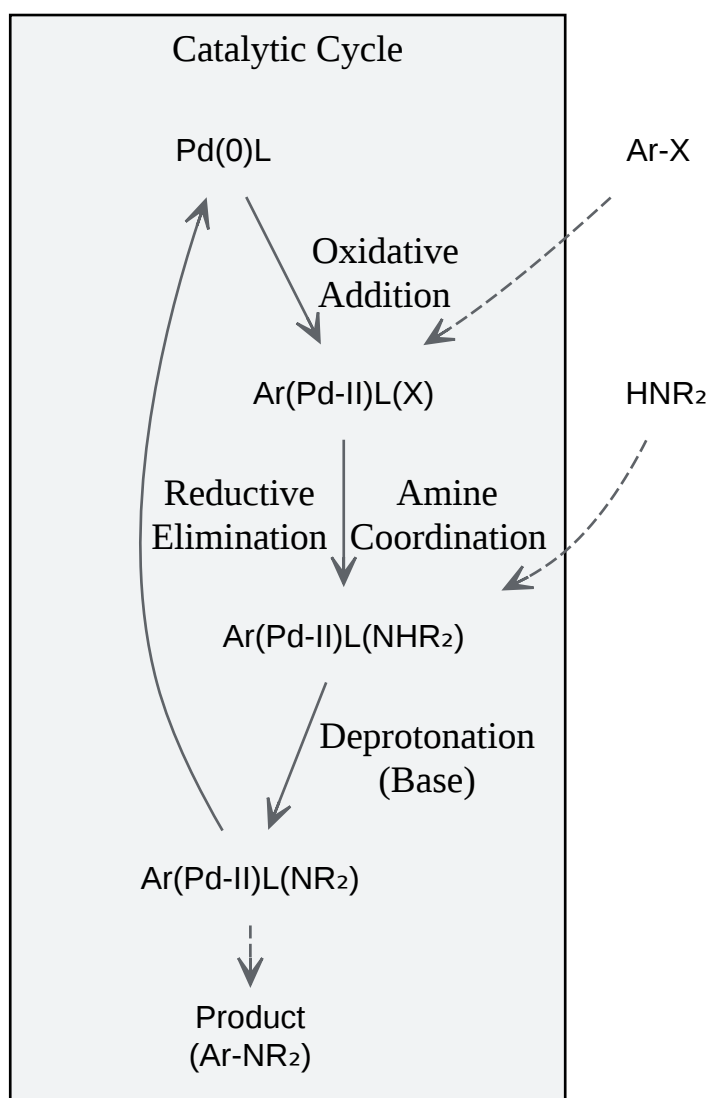 Catalytic Cycle
Pd(0)L
Ar-X
Oxidative
Addition
Ar(Pd-II)L(X)
HNR₂
Reductive
Elimination
Amine
Coordination
Ar(Pd-II)L(NHR₂)
Deprotonation
(Base)
Ar(Pd-II)L(NR₂)
Product
(Ar-NR₂)